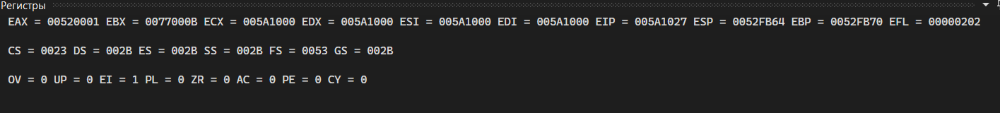 Регистры
EAX = 00520001 EBX = 0077000B ECX = 005A1000 EDX = 005A1000 ESI = 005A1000 EDI = 005A1000 EIP = 005A1027 ESP = 0052FB64 EBP = 0052FB70 EFL = 00000202
CS = 0023 DS = 002B ES = 002B SS = 002B FS = 0053 GS = 002B
OV = 0 UP = 0 EI = 1 PL = 0 ZR = 0 AC = 0 PE = 0 CY = 0